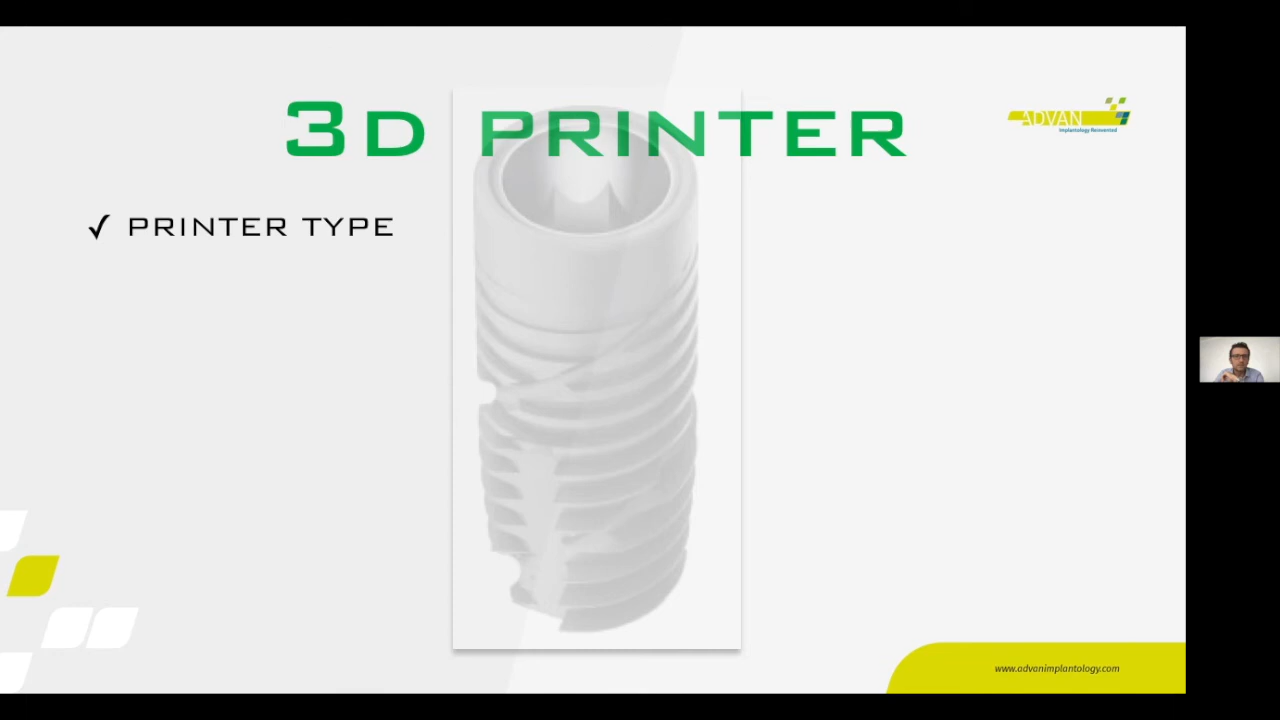 3D PRINTER
ADVAN
Implantology Reinvented
✓ PRINTER TYPE
www.advanimplantology.com